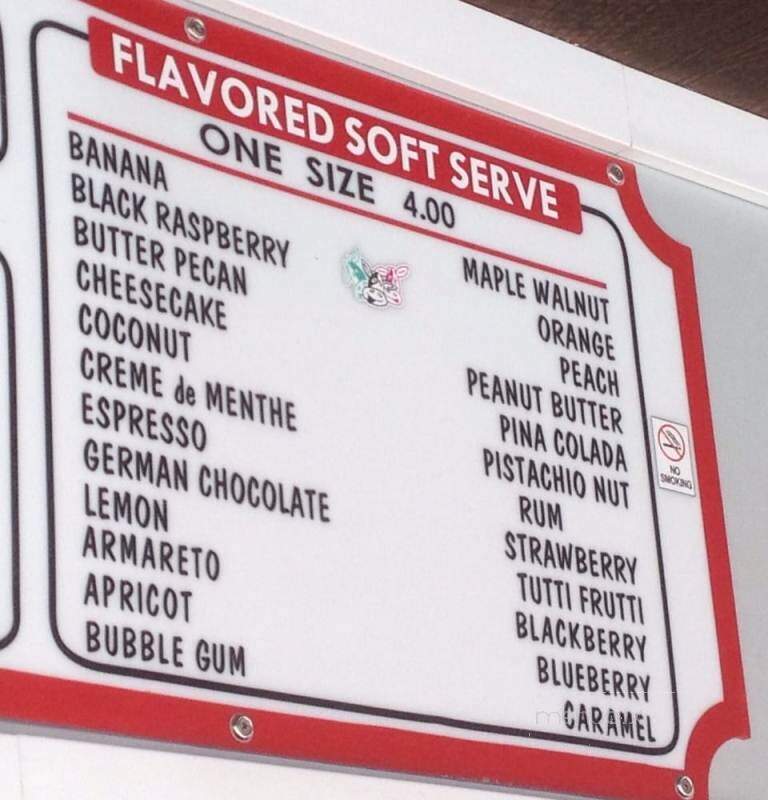 FLAVORED SOFT SERVE
ONE SIZE 4.00
BANANA
BLACK RASPBERRY
BUTTER PECAN
CHEESECAKE
COCONUT
CREME de MENTHE
ESPRESSO
GERMAN CHOCOLATE
LEMON
ARMARETO
APRICOT
BUBBLE GUM
MAPLE WALNUT
ORANGE
PEACH
PEANUT BUTTER
PINA COLADA
PISTACHIO NUT
RUM
STRAWBERRY
TUTTI FRUTTI
BLACKBERRY
BLUEBERRY
CARAMEL
NO
SMOKING